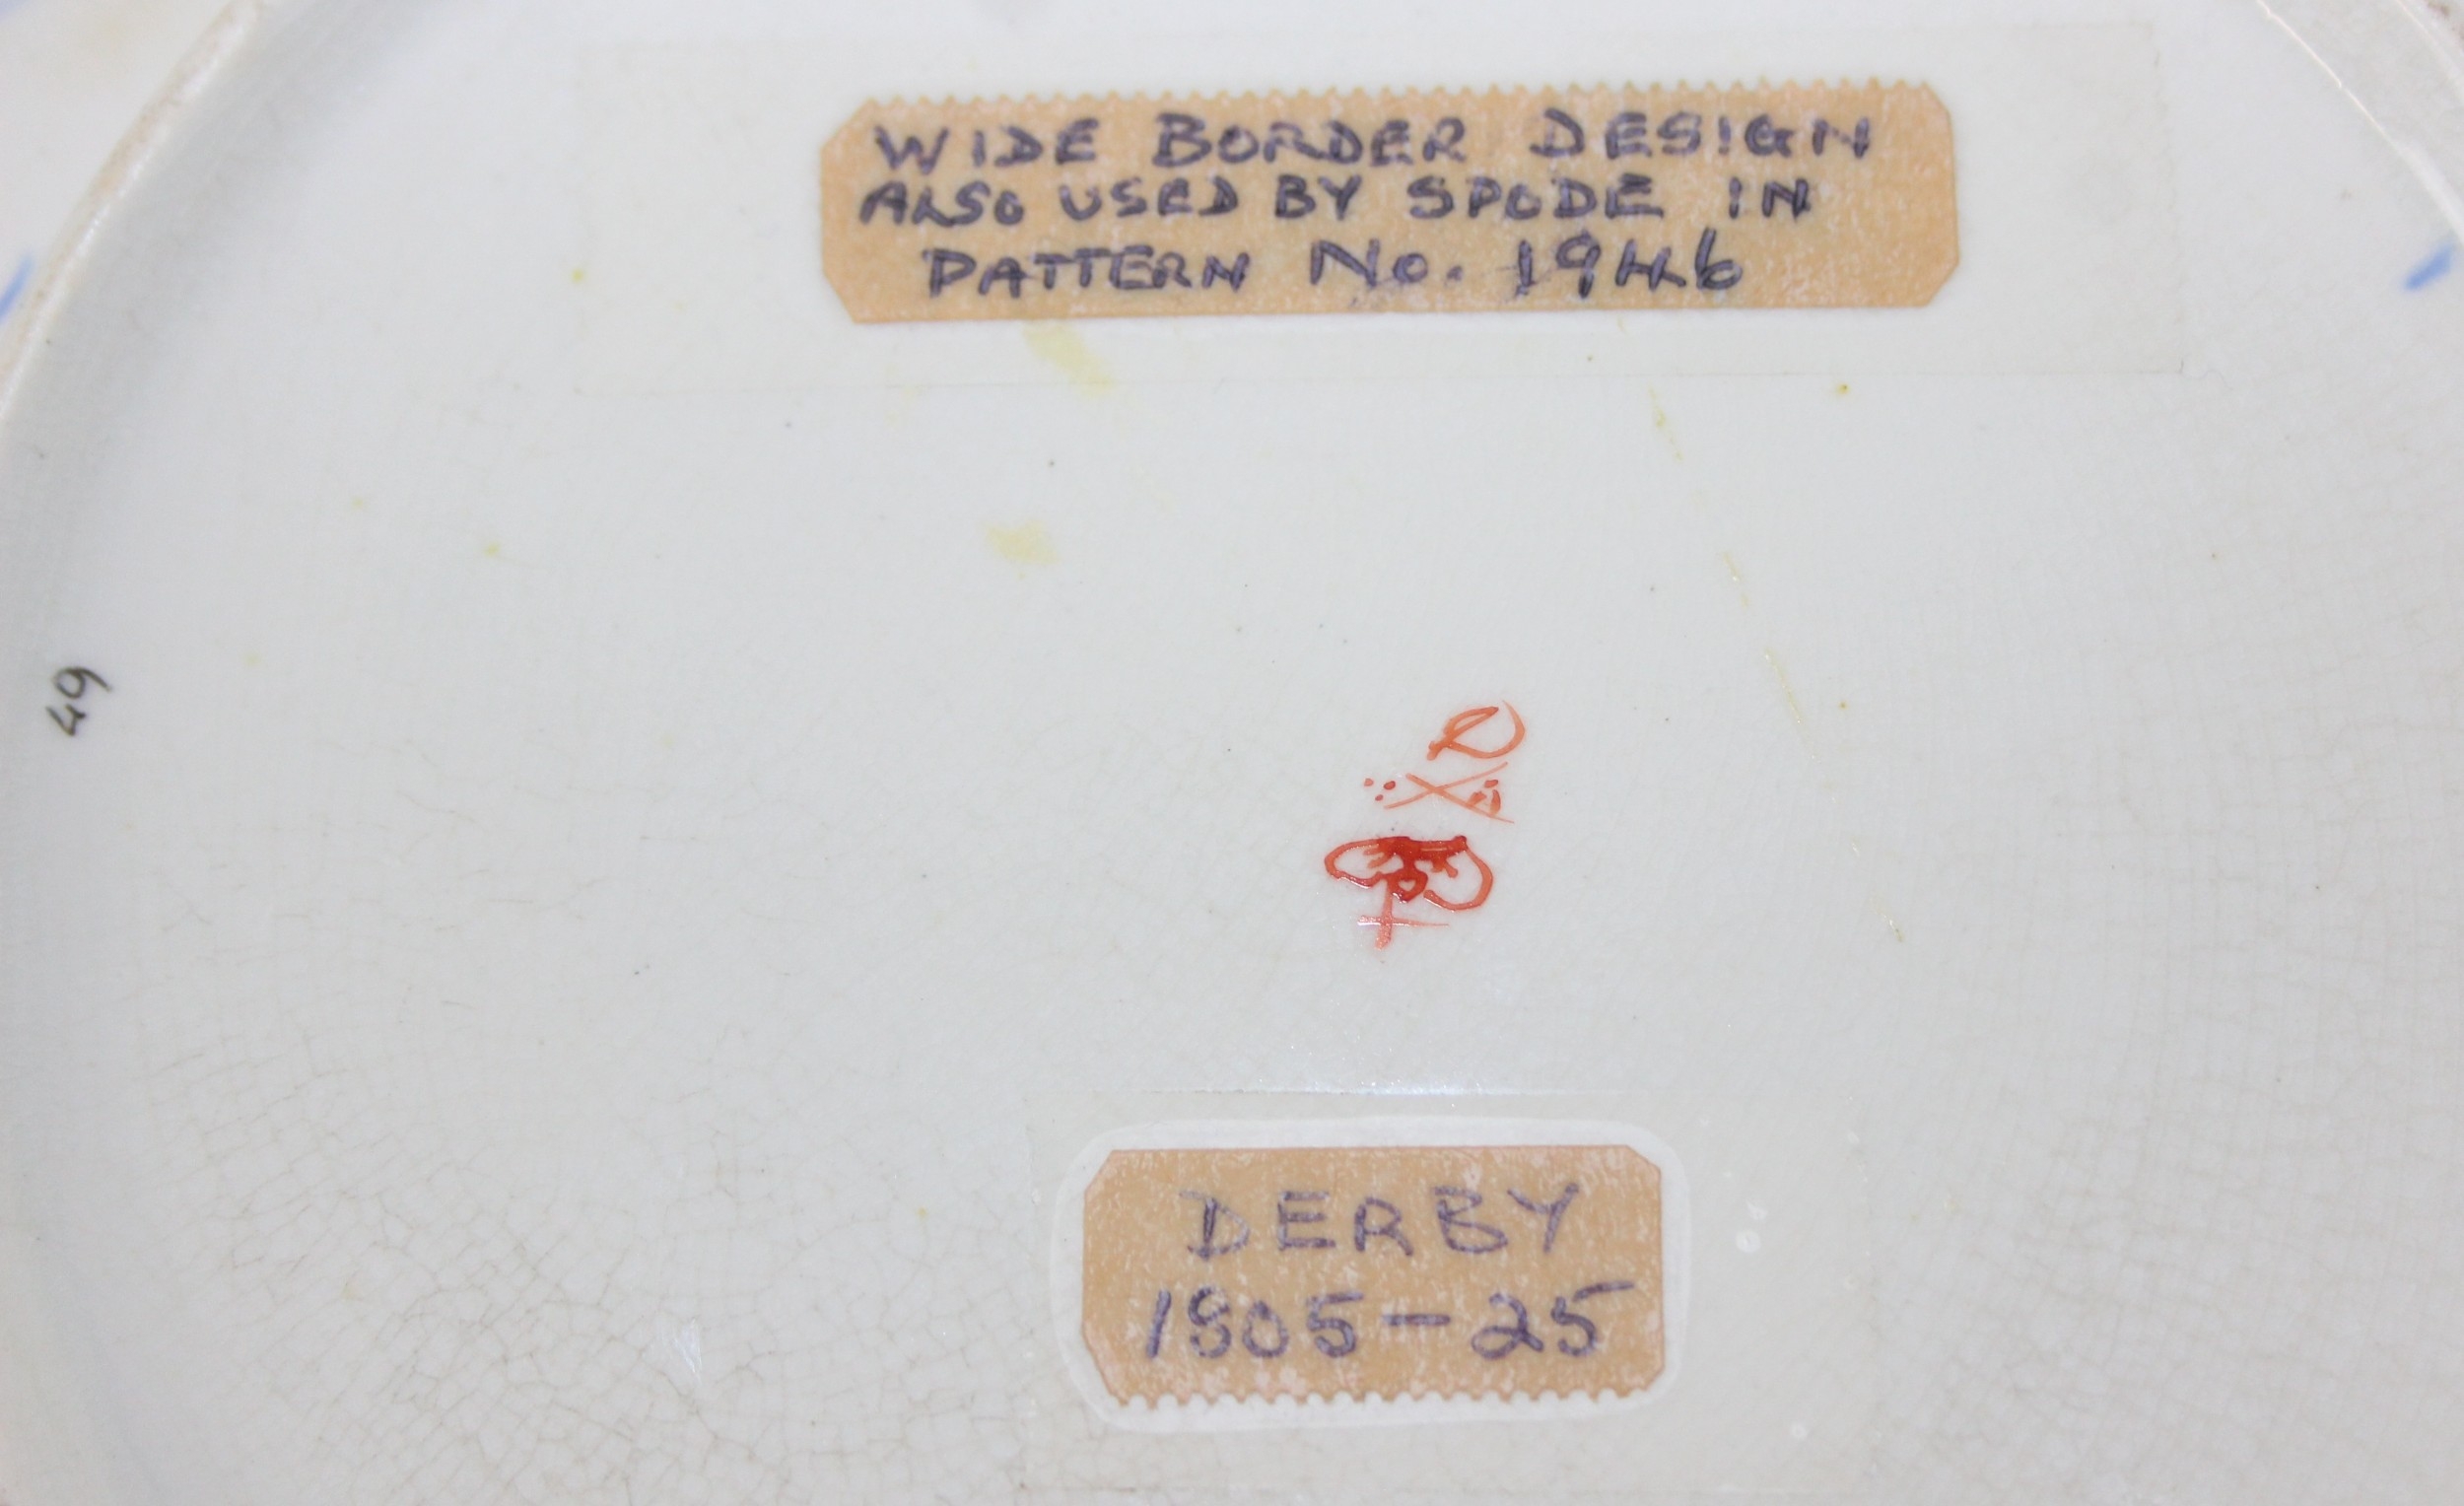 WIDE BORDER DESIGN
ALSO USED BY SPODE IN
PATTERN No. 1946
49
DERBY
1805-25